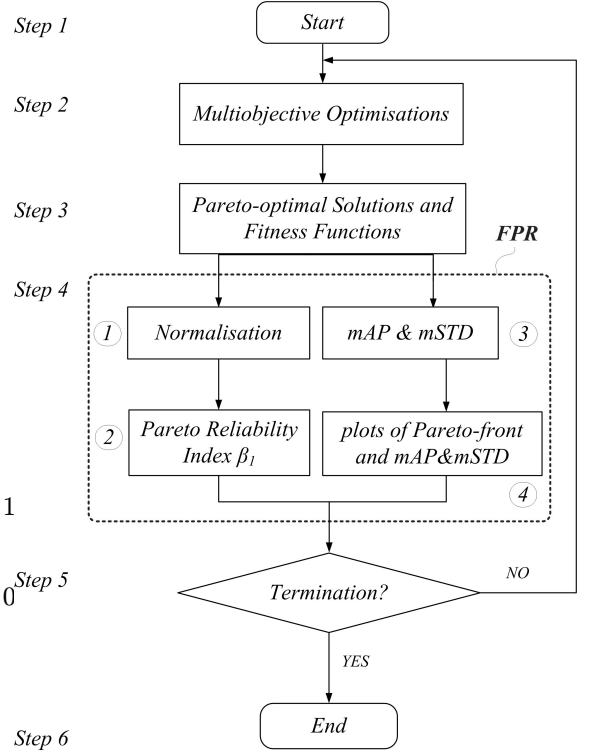 Step 1
Start
Step 2
Multiobjective Optimisations
Step 3
Pareto-optimal Solutions and
Fitness Functions
FPR
Step 4
1
Normalisation
mAP & mSTD
3
2
Pareto Reliability
Index β1
plots of Pareto-front
and mAP&mSTD
4
1
Step 5
0
Termination?
NO
YES
End
Step 6